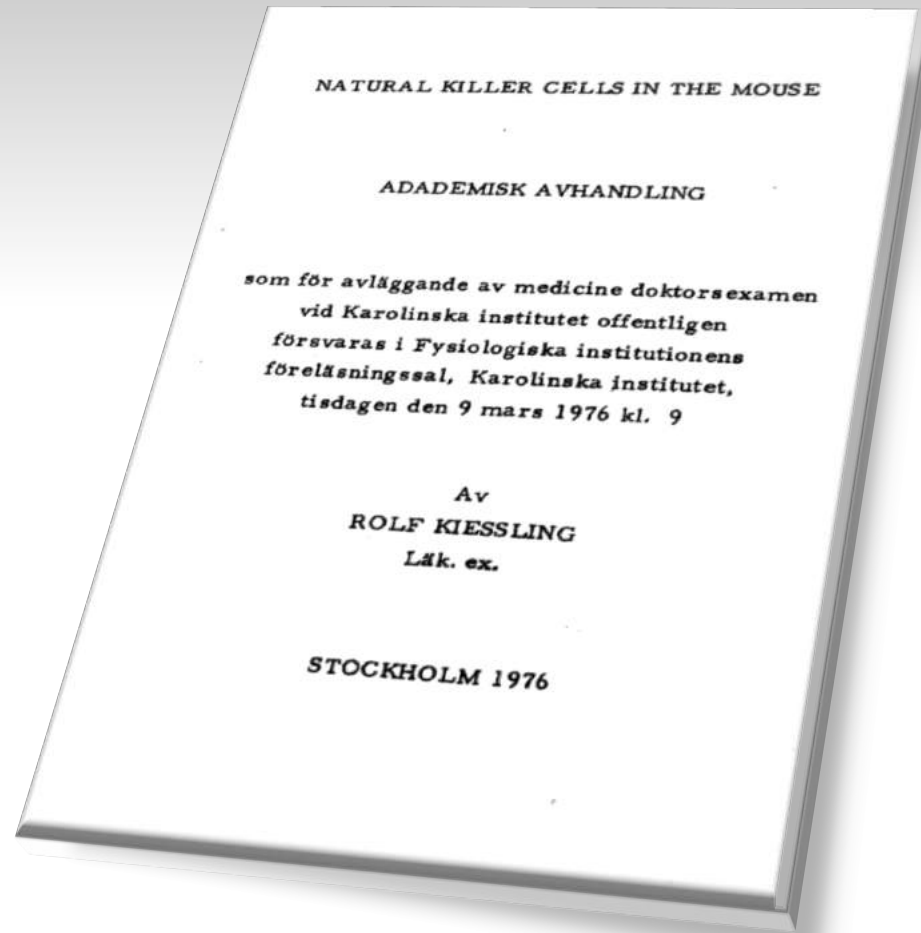 NATURAL KILLER CELLS IN THE MOUSE
ADADEMISK AVHANDLING
som för avläggande av medicine doktorsexamen
vid Karolinska institutet offentligen
försvaras i Fysiologiska institutionens
föreläsningssal, Karolinska institutet,
tisdagen den 9 mars 1976 kl. 9
Av
ROLF KIESSLING
Läk. ex.
STOCKHOLM 1976